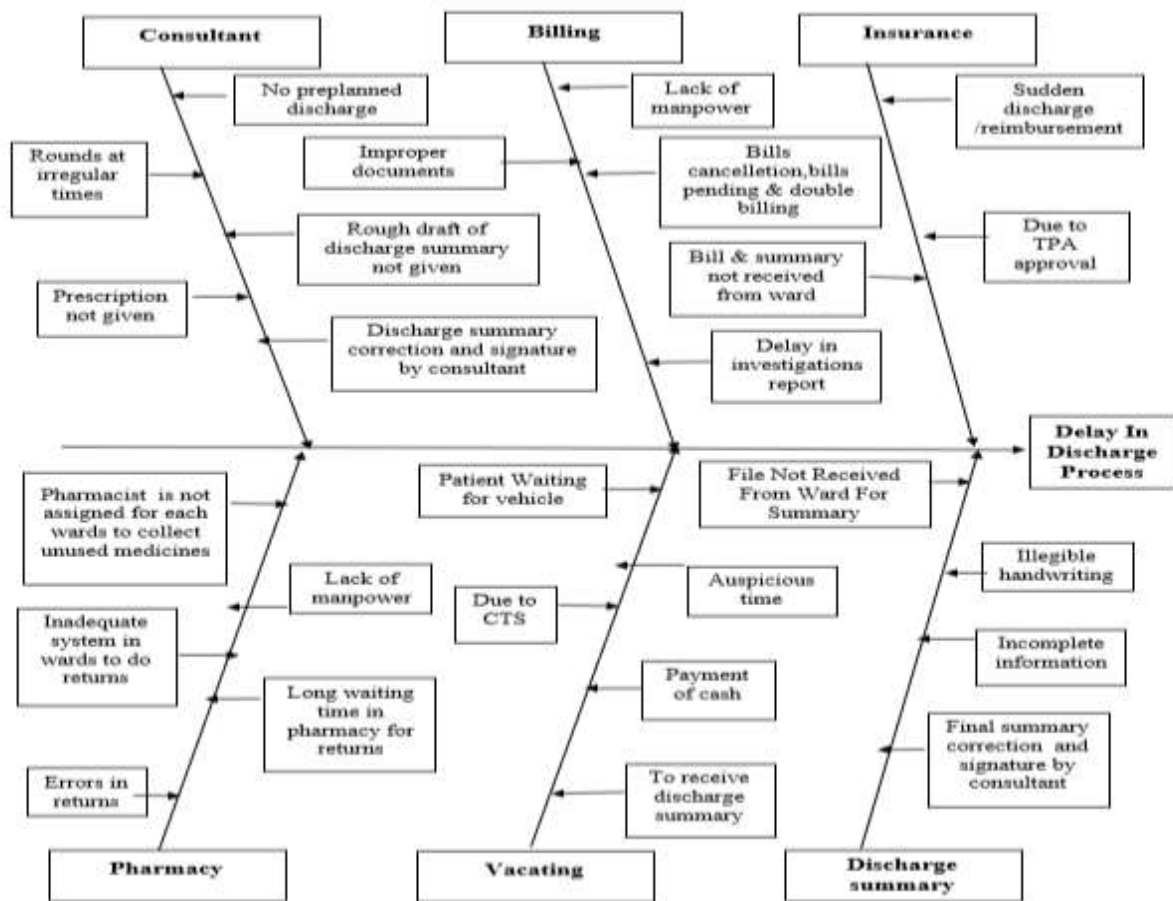 Consultant
Billing
Insurance
No preplanned
discharge
Lack of
manpower
Sudden
discharge
/reimbursement
Rounds at
irregular
times
Improper
documents
Bills
cancelletion,bills
pending & double
billing
Rough draft of
discharge summary
not given
Bill & summary
not received
from ward
Due to
TPA
approval
Prescription
not given
Discharge summary
correction and signature
by consultant
Delay in
investigations
report
Delay In
Discharge
Process
Pharmacist is not
assigned for each
wards to collect
unused medicines
Patient Waiting
for vehicle
File Not Received
From Ward For
Summary
Lack of
manpower
Due to
CTS
Auspicious
time
Illegible
handwriting
Inadequate
system in
wards to do
returns
Incomplete
information
Long waiting
time in
pharmacy for
returns
Payment
of cash
Final summary
correction and
signature by
consultant
Errors in
returns
To receive
discharge
summary
Pharmacy
Vacating
Discharge
summary